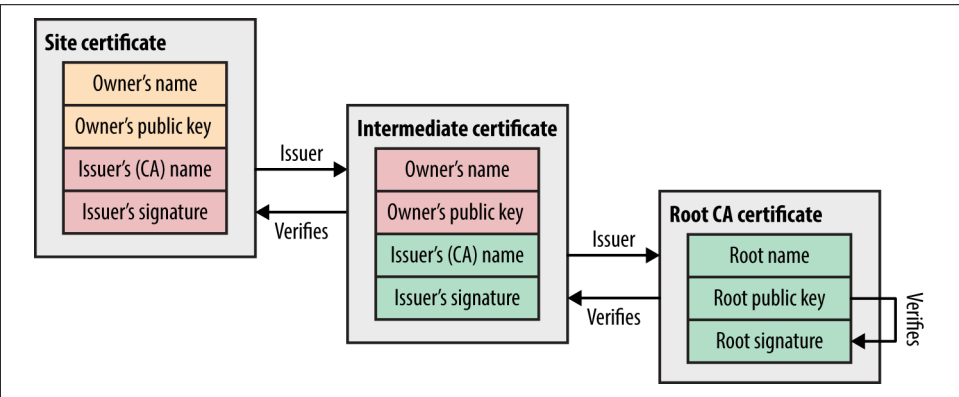 Site certificate
Owner’s name
Owner’s public key
Issuer’s (CA) name
Issuer’s signature
Issuer
Verifies
Intermediate certificate
Owner’s name
Owner’s public key
Issuer’s (CA) name
Issuer’s signature
Issuer
Verifies
Root CA certificate
Root name
Root public key
Root signature
Verifies